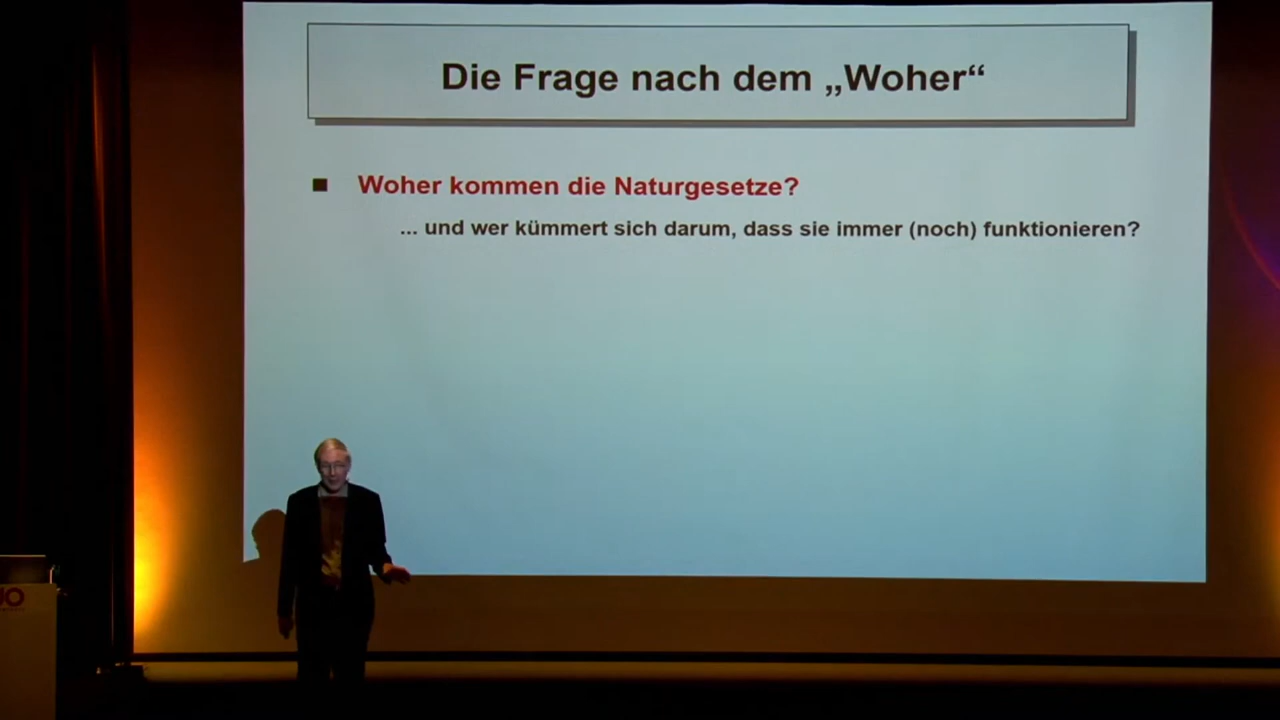 Die Frage nach dem „Woher“
Woher kommen die Naturgesetze?
... und wer kümmert sich darum, dass sie immer (noch) funktionieren?